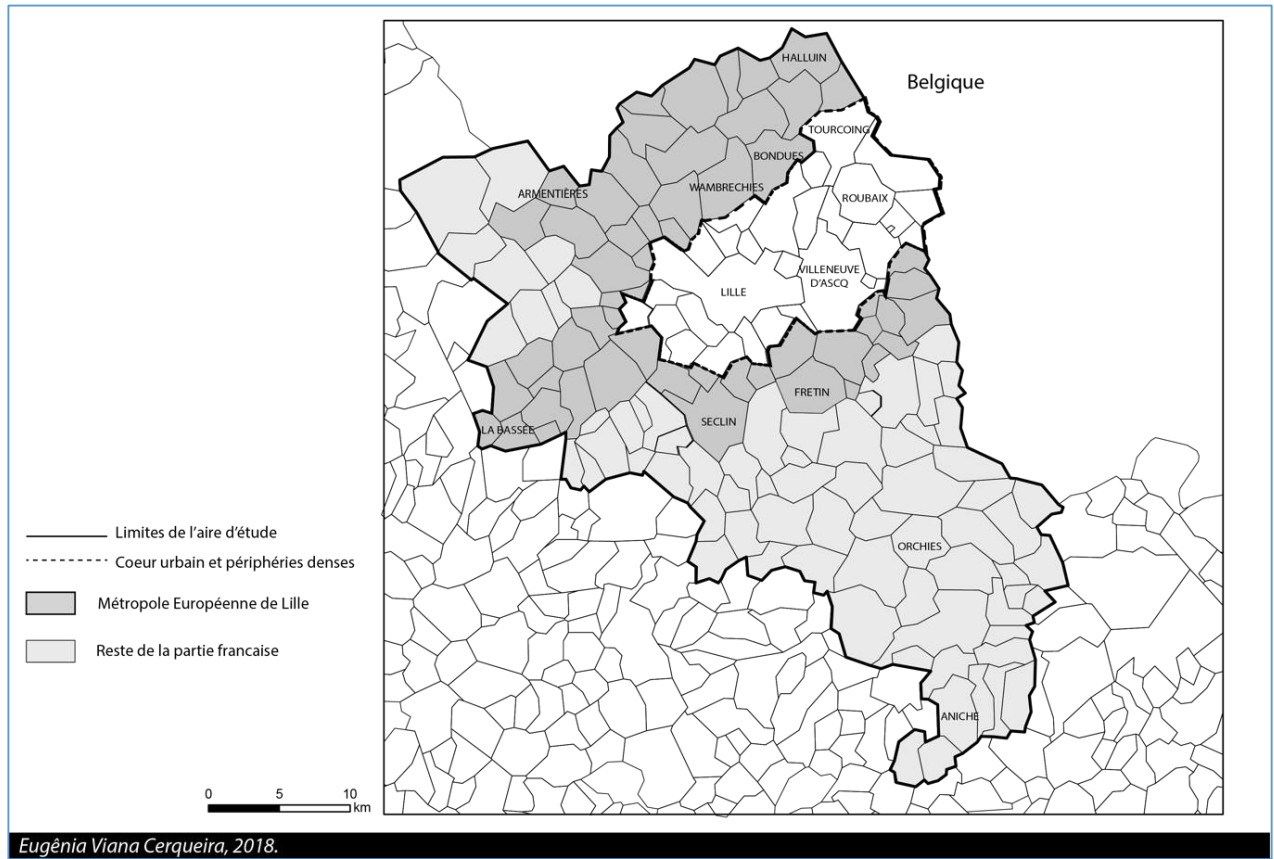 HALLUIN
Belgique
TOURCOING
BONDUES
WAMBRECHIES
ARMENTIÈRES
ROUBAIX
VILLENEUVE
D'ASCQ
LILLE
FRETIN
SECLIN
LA BASSÉE
Limites de l'aire d'étude
Coeur urbain et périphéries denses
ORCHIES
Métropole Européenne de Lille
Reste de la partie francaise
ANICHE
0 5 10
km
Eugênia Viana Cerqueira, 2018.